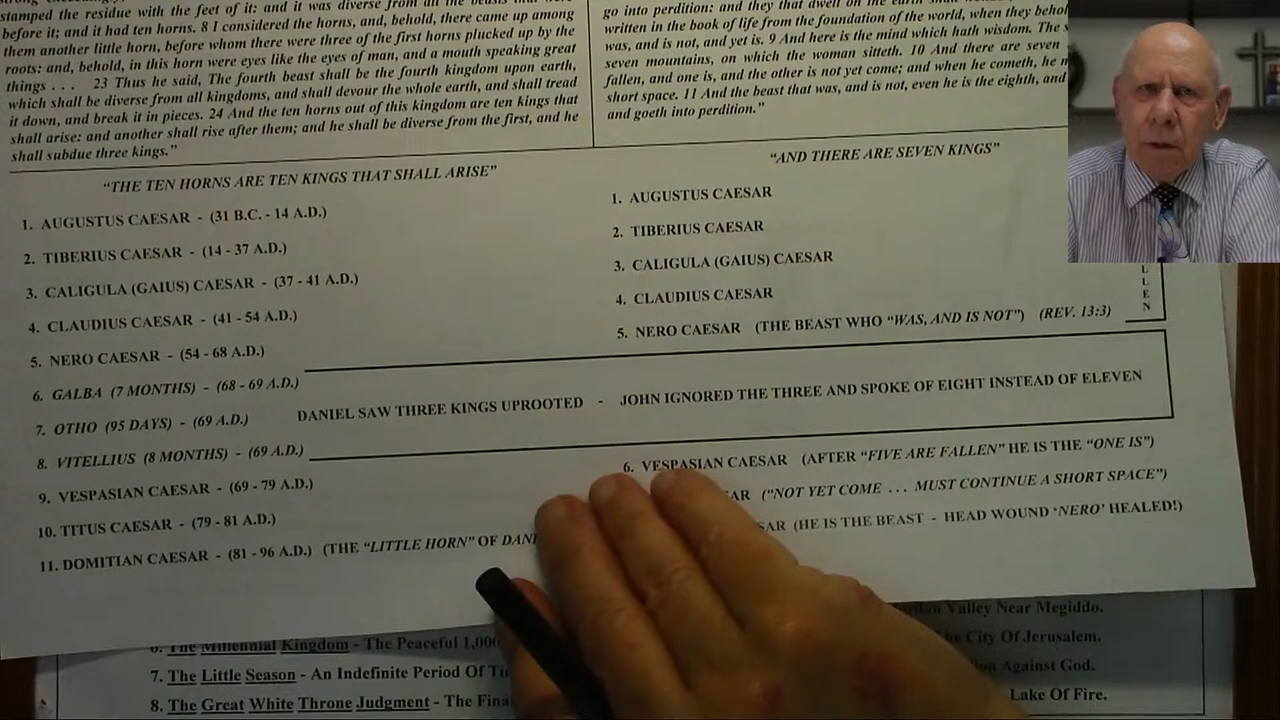 stamped the residue with the feet of it: and it was diverse from all the beasts that were
before it; and it had ten horns. 8 I considered the horns, and, behold, there came up among
them another little horn, before whom there were three of the first horns plucked up by the
roots: and, behold, in this horn were eyes like the eyes of man, and a mouth speaking great
things . . . 23 Thus he said, The fourth beast shall be the fourth kingdom upon earth,
which shall be diverse from all kingdoms, and shall devour the whole earth, and shall tread
it down, and break it in pieces. 24 And the ten horns out of this kingdom are ten kings that
shall arise: and another shall rise after them; and he shall be diverse from the first, and he
shall subdue three kings."
go into perdition: and they that dwell on the earth shall
written in the book of life from the foundation of the world, when they
was, and is not, and yet is. 9 And here is the mind which hath wisdom. The
seven mountains, on which the woman sitteth. 10 And there are seven
fallen, and one is, and the other is not yet come; and when he cometh, he
short space. 11 And the beast that was, and is not, even he is the eighth, and
and goeth into perdition."
"THE TEN HORNS ARE TEN KINGS THAT SHALL ARISE"
1. AUGUSTUS CAESAR - (31 B.C. - 14 A.D.)
2. TIBERIUS CAESAR - (14 - 37 A.D.)
3. CALIGULA (GAIUS) CAESAR - (37 - 41 A.D.)
4. CLAUDIUS CAESAR - (41 - 54 A.D.)
5. NERO CAESAR - (54 - 68 A.D.)
6. GALBA (7 MONTHS) - (68 - 69 A.D.)
7. OTHO (95 DAYS) - (69 A.D.)
8. VITELLIUS (8 MONTHS) - (69 A.D.)
9. VESPASIAN CAESAR - (69 - 79 A.D.)
10. TITUS CAESAR - (79 - 81 A.D.)
11. DOMITIAN CAESAR - (81 - 96 A.D.) (THE "LITTLE HORN" OF
"AND THERE ARE SEVEN KINGS"
1. AUGUSTUS CAESAR
2. TIBERIUS CAESAR
3. CALIGULA (GAIUS) CAESAR
4. CLAUDIUS CAESAR
5. NERO CAESAR (THE BEAST WHO "WAS, AND IS NOT") (REV. 13:3)
L
L
E
N
DANIEL SAW THREE KINGS UPROOTED - JOHN IGNORED THE THREE AND SPOKE OF EIGHT INSTEAD OF ELEVEN
6. VESPASIAN CAESAR (AFTER "FIVE ARE FALLEN" HE IS THE "ONE IS")
("NOT YET COME . . . MUST CONTINUE A SHORT SPACE")
(HE IS THE BEAST - HEAD WOUND 'NERO' HEALED!)
6. The Millennial Kingdom - The Peaceful 1,000
7. The Little Season - An Indefinite Period Of
8. The Great White Throne Judgment - The
Valley Near Megiddo.
City Of Jerusalem.
Against God.
Lake Of Fire.